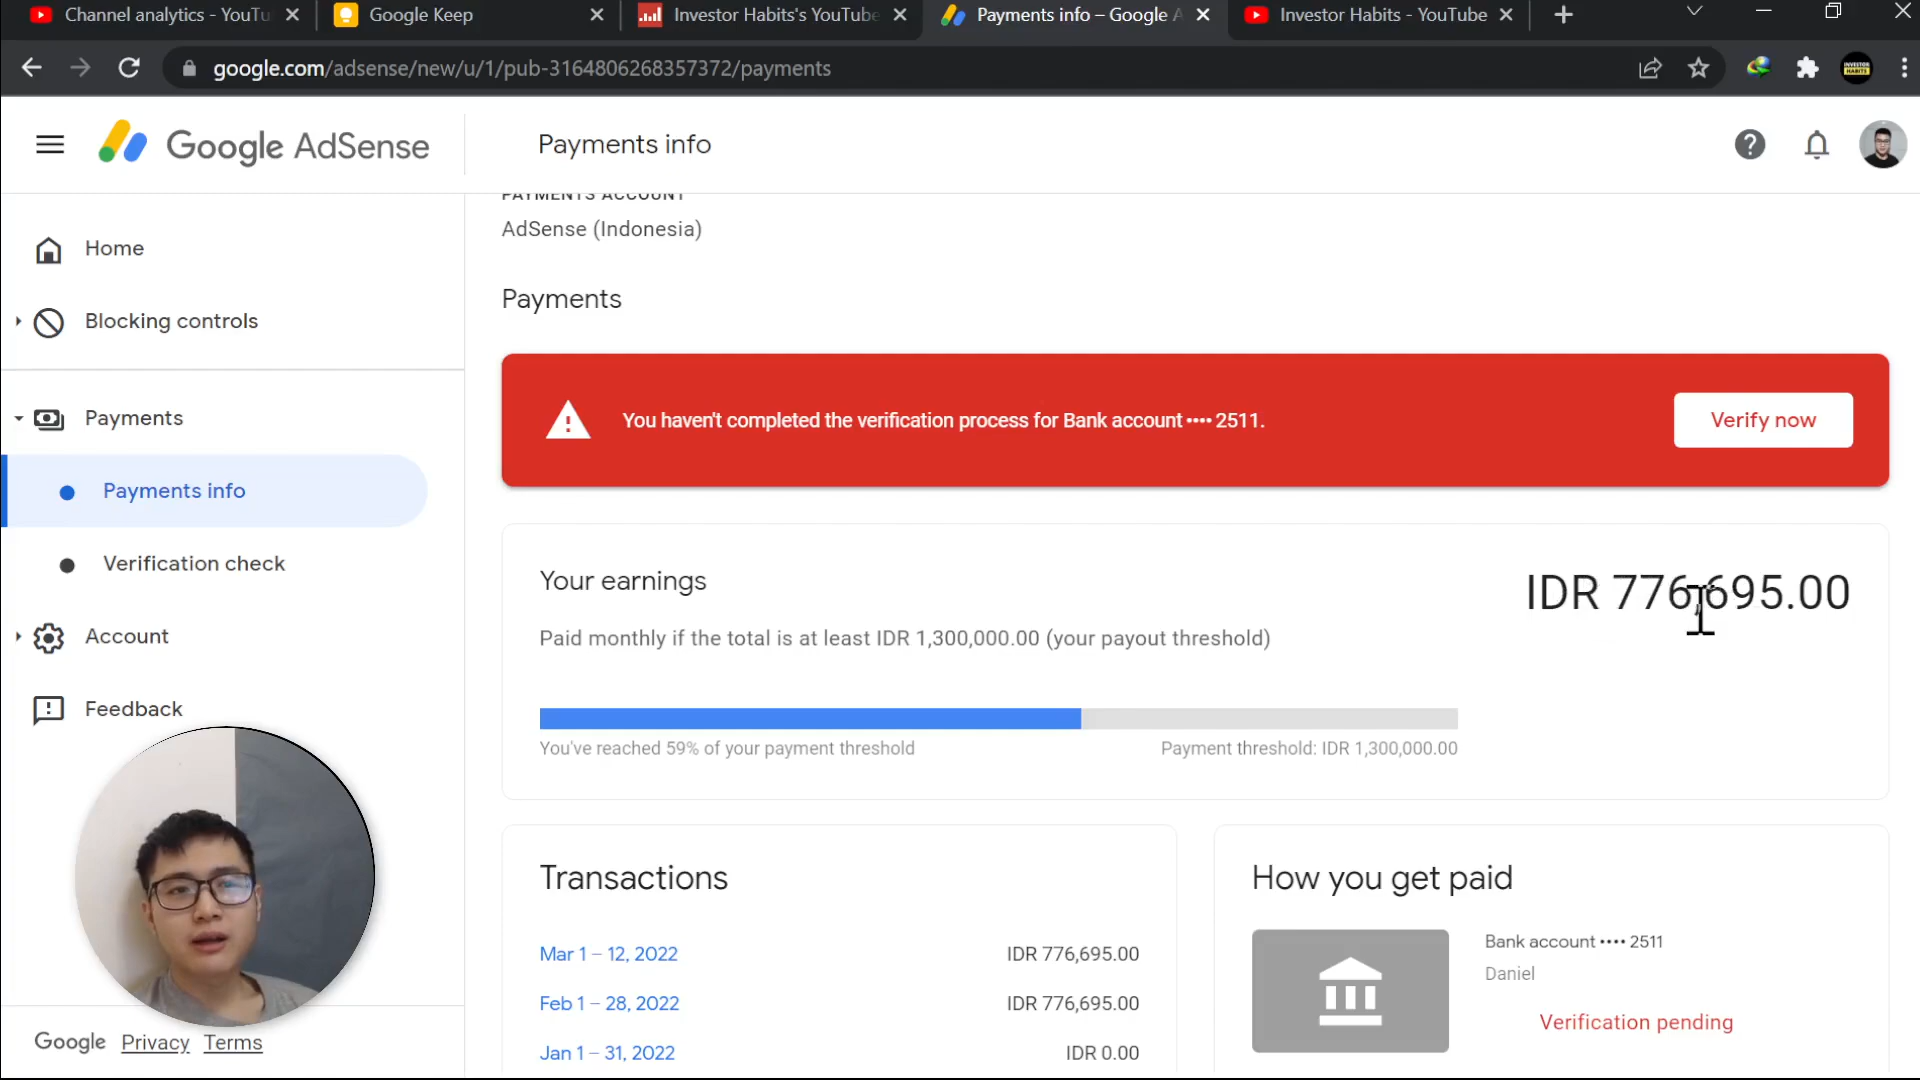 Channel analytics - YouTu
Google Keep
Investor Habits's YouTube
Payments info – Google A
Investor Habits - YouTube
google.com/adsense/new/u/1/pub-3164806268357372/payments
INVESTOR HABITS
Google AdSense
Payments info
PAYMENTS ACCOUNT
AdSense (Indonesia)
Home
Blocking controls
Payments
Payments info
Verification check
Account
Feedback
Payments
You haven't completed the verification process for Bank account •••• 2511.
Verify now
Your earnings
IDR 776,695.00
Paid monthly if the total is at least IDR 1,300,000.00 (your payout threshold)
You've reached 59% of your payment threshold
Payment threshold: IDR 1,300,000.00
Transactions
Mar 1 – 12, 2022 IDR 776,695.00
Feb 1 – 28, 2022 IDR 776,695.00
Jan 1 – 31, 2022 IDR 0.00
How you get paid
Bank account •••• 2511
Daniel
Verification pending
Google Privacy Terms